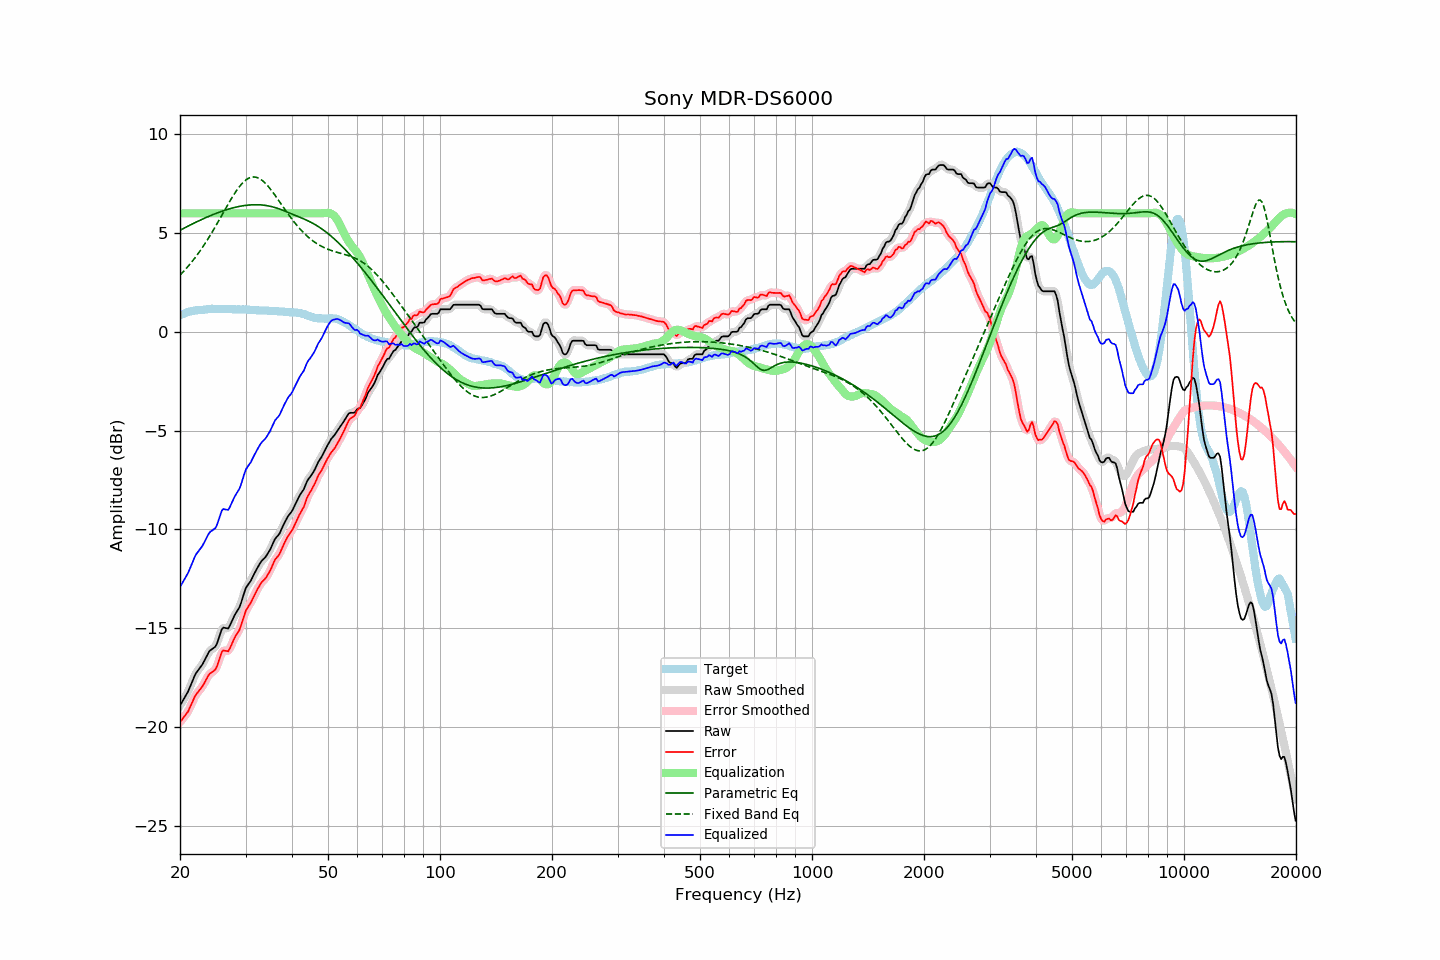 Sony MDR-DS6000
Amplitude (dBr)
10
5
0
−5
−10
−15
−20
−25
Target
Raw Smoothed
Error Smoothed
Raw
Error
Equalization
Parametric Eq
Fixed Band Eq
Equalized
20 50 100 200 500 1000 2000 5000 10000 20000
Frequency (Hz)